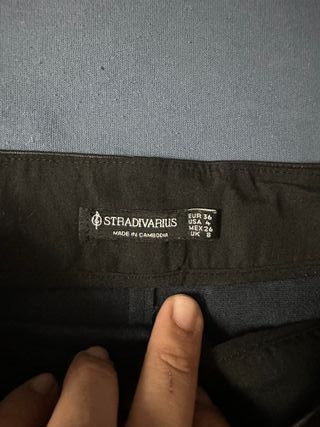 STRADIVARIUS
MADE IN CAMBODIA
EUR 36
USA 4
MEX 26
UK 8